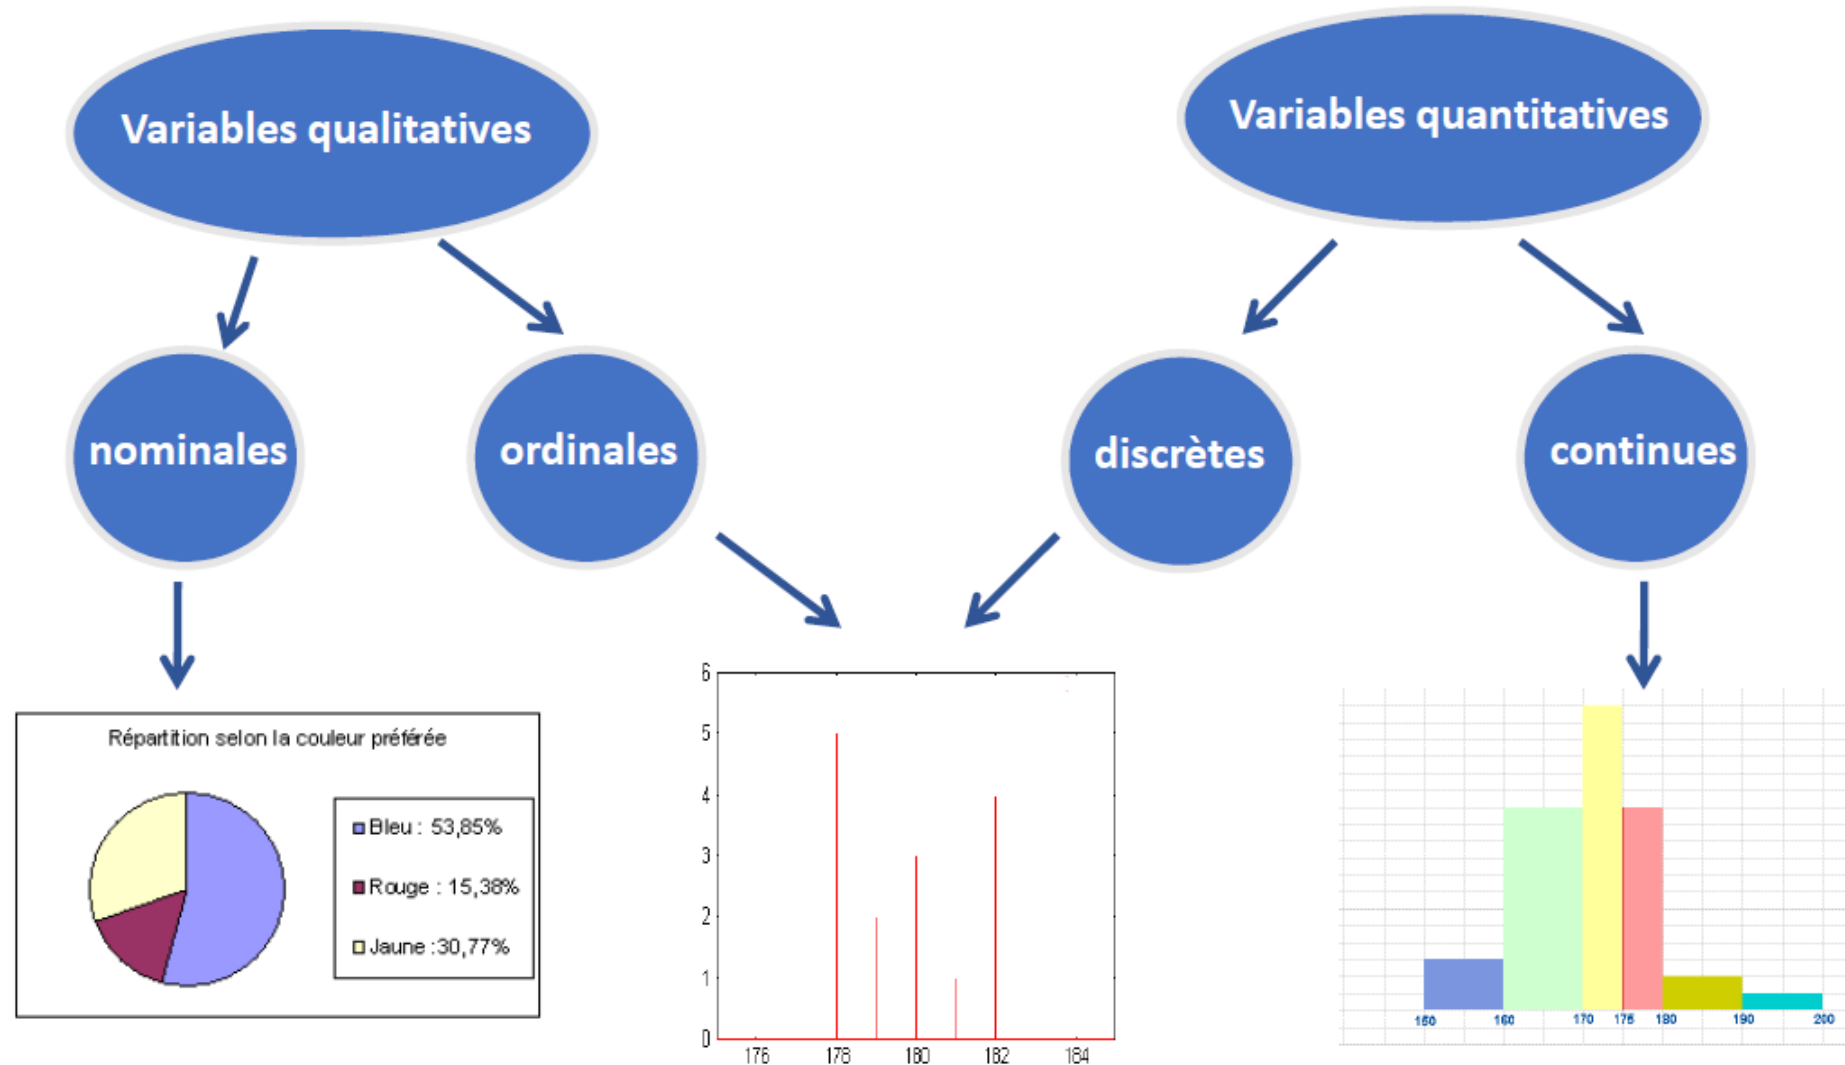 Variables qualitatives
Variables quantitatives
nominales
ordinales
discrètes
continues
Répartition selon la couleur préférée
Bleu : 53,85%
Rouge : 15,38%
Jaune :30,77%
6
5
4
3
2
1
0
176 178 180 182 184
150 160 170 175 180 190 200